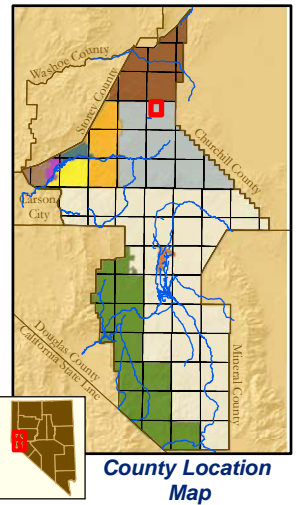 Washoe County
Storey County
Churchill County
Carson
City
Douglas County
California State Line
Mineral County
County Location
Map